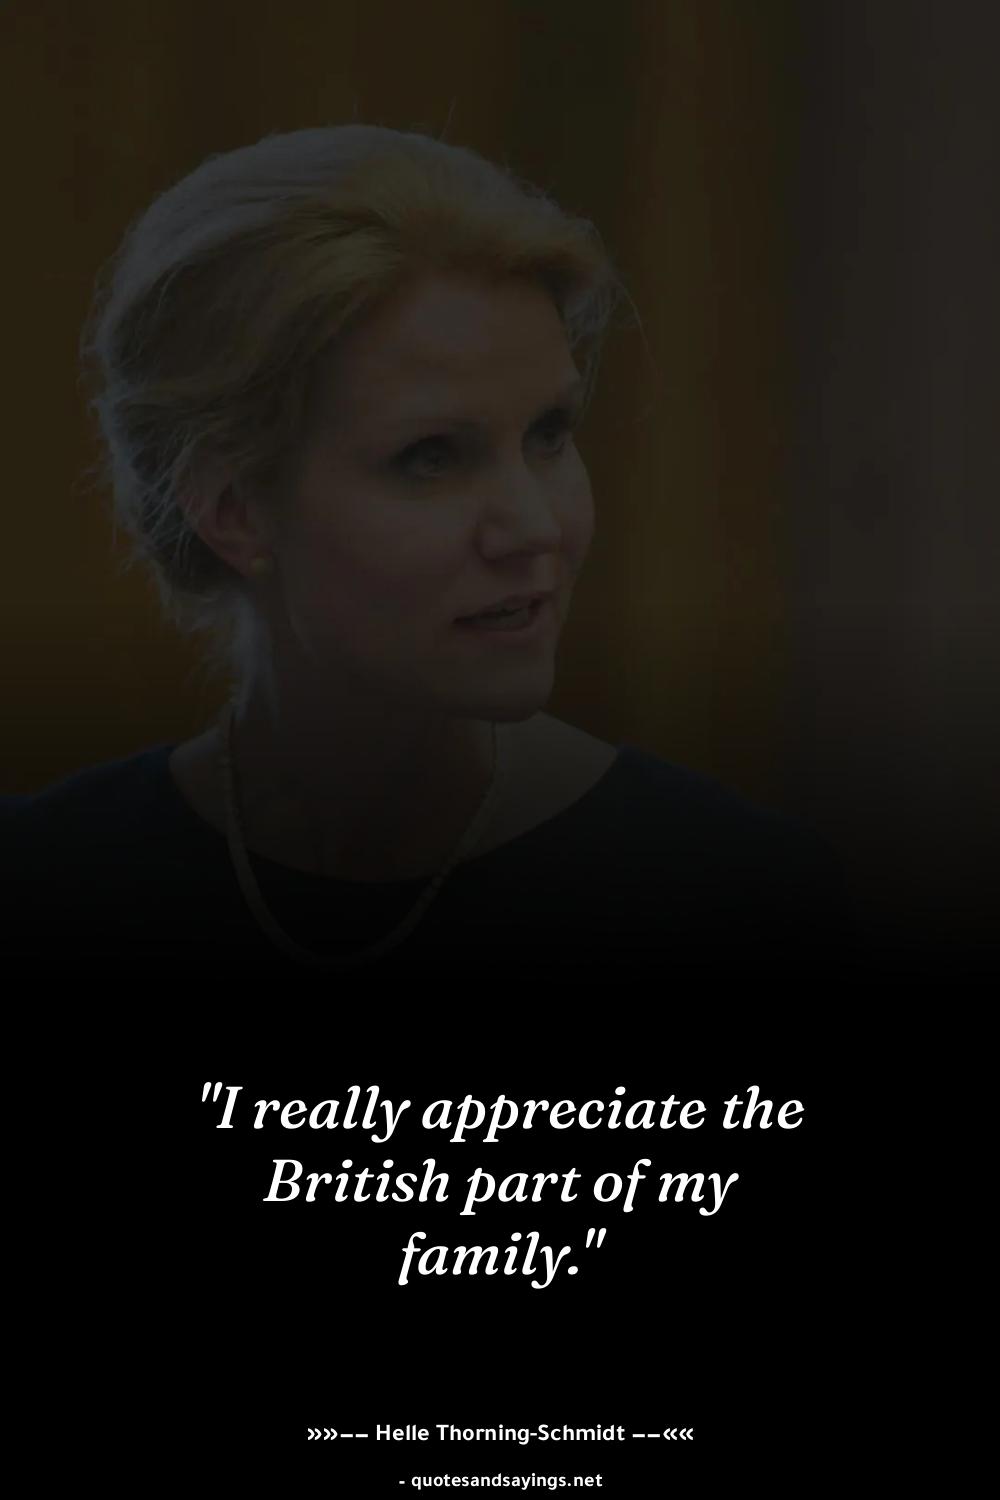 "I really appreciate the
British part of my
family."
»»−− Helle Thorning-Schmidt −−««
- quotesandsayings.net